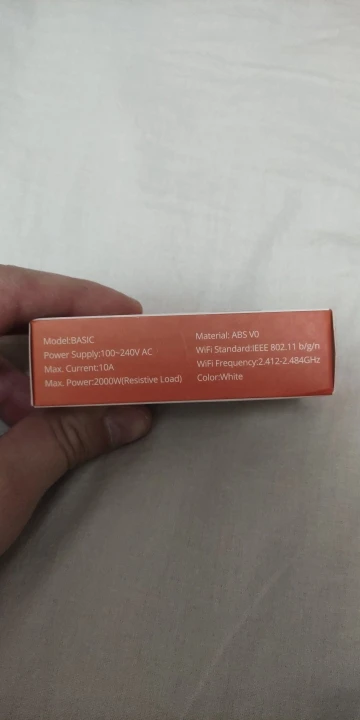 Model:BASIC
Power Supply:100~240V AC
Max. Current:10A
Max. Power:2000W(Resistive Load)
Material: ABS V0
WiFi Standard:IEEE 802.11 b/g/n
WiFi Frequency:2.412-2.484GHz
Color:White